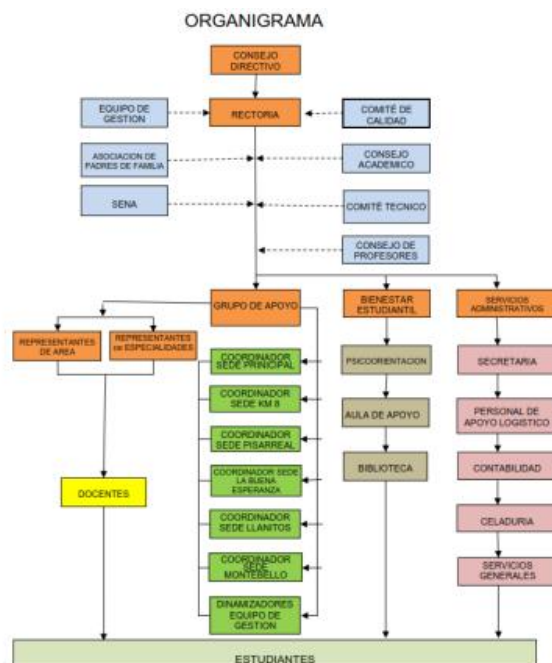 ORGANIGRAMA
CONSEJO
DIRECTIVO
EQUIPO DE
GESTION
RECTORIA
COMITÉ DE
CALIDAD
ASOCIACION DE
PADRES DE FAMILIA
CONSEJO
ACADEMICO
SENA
COMITÉ TECNICO
CONSEJO DE
PROFESORES
GRUPO DE APOYO
BIENESTAR
ESTUDIANTIL
SERVICIOS
ADMINISTRATIVOS
REPRESENTANTES
DE AREA
REPRESENTANTES
de ESPECIALIDADES
COORDINADOR
SEDE PRINICIPAL
PSICOORIENTACION
SECRETARIA
COORDINADOR
SEDE KM 8
AULA DE APOYO
PERSONAL DE
APOYO LOGISTICO
COORDINADOR
SEDE PISARREAL
BIBLIOTECA
CONTABILIDAD
DOCENTES
COORDINADOR SEDE
LA BUENA
ESPERANZA
COORDINADOR
SEDE LLANITOS
CELADURIA
COORDINADOR
SEDE
MONTEBELLO
SERVICIOS
GENERALES
DINAMIZADORES
EQUIPO DE
GESTION
ESTUDIANTES